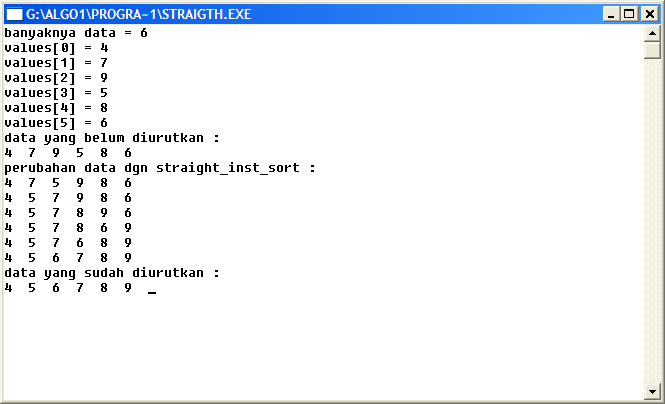 G:\ALGO1\PROGRA~1\STRAIGTH.EXE
banyaknya data = 6
values[0] = 4
values[1] = 7
values[2] = 9
values[3] = 5
values[4] = 8
values[5] = 6
data yang belum diurutkan :
4 7 9 5 8 6
perubahan data dgn straight_inst_sort :
4 7 5 9 8 6
4 5 7 9 8 6
4 5 7 8 9 6
4 5 7 8 6 9
4 5 7 6 8 9
4 5 6 7 8 9
data yang sudah diurutkan :
4 5 6 7 8 9 _